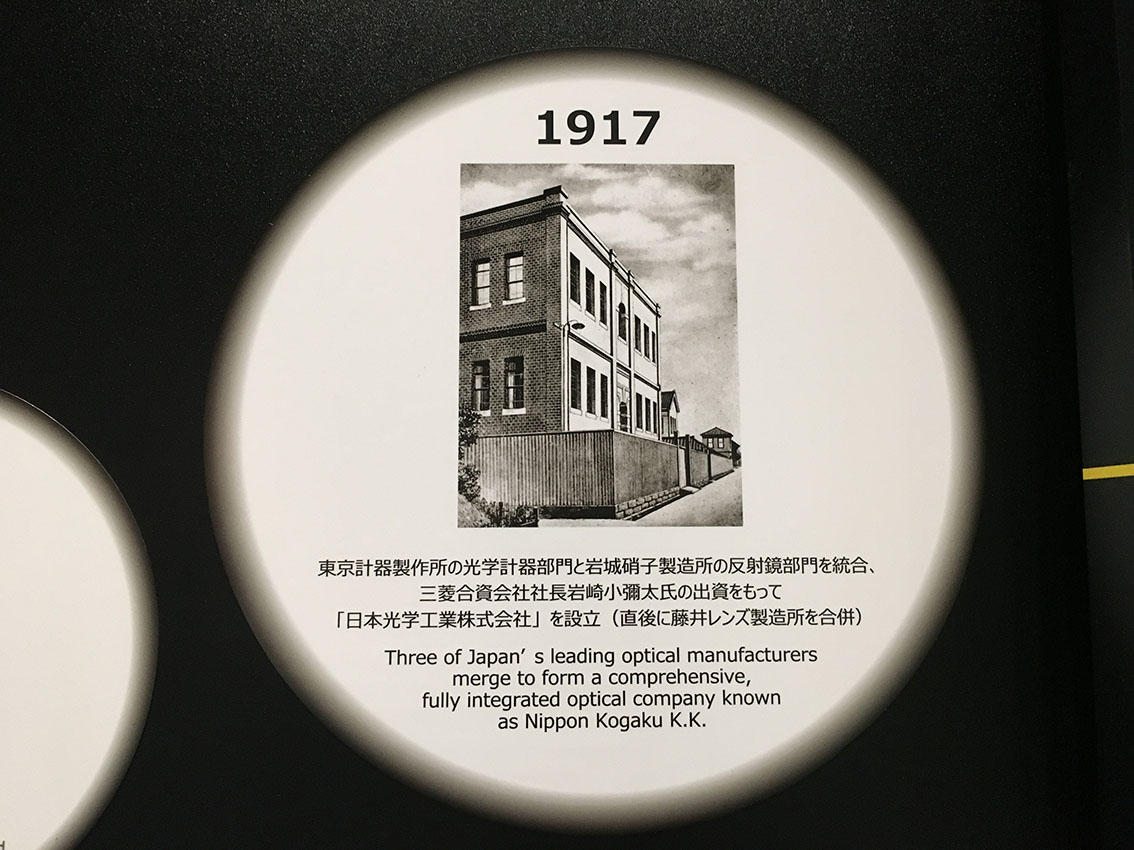 1917
東京計器製作所の光学計器部門と岩城硝子製造所の反射鏡部門を統合、
三菱合資会社社長岩崎小彌太氏の出資をもって
「日本光学工業株式会社」を設立（直後に藤井レンズ製造所を合併）
Three of Japan’s leading optical manufacturers
merge to form a comprehensive,
fully integrated optical company known
as Nippon Kogaku K.K.